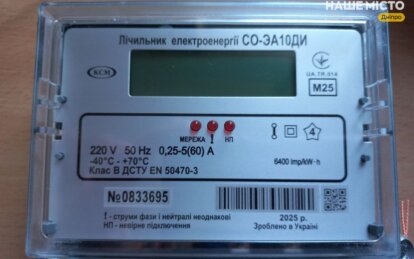 НАШЕ МІСТО
Дніпро
Лічильник електроенергії СО-ЭА10ДИ
КСМ
UA.TR.014
М25
МЕРЕЖА ! НП
4
220 V 50 Hz 0,25-5(60) A
-40°C - +70°C
Клас В ДСТУ EN 50470-3
6400 imp/kW·h
№0833695
! - струми фази і нейтралі неоднакові
НП - невірне підключення
2025 р.
Зроблено в Україні